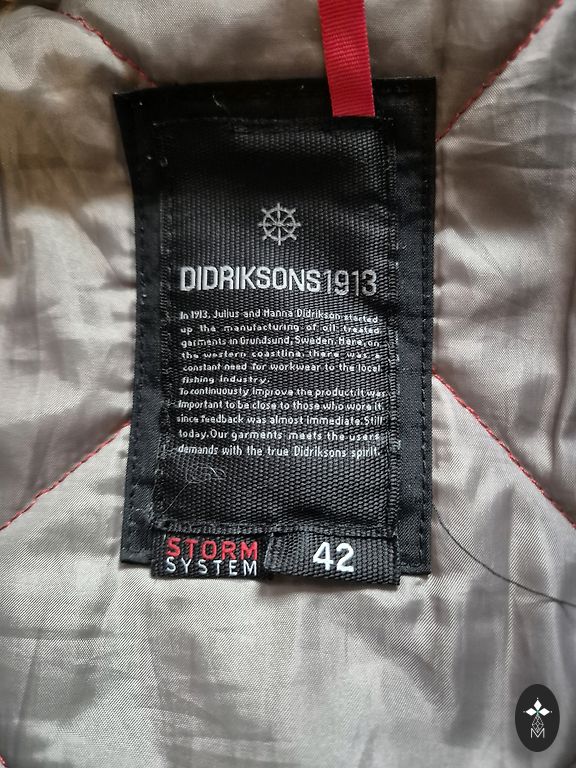 DIDRIKSONS1913
In 1913, Julius and Hanna Didrikson started
up the manufacturing of oil treated
garments in Grundsund, Sweden. Here, on
the western coastline, there was a
constant need for workwear to the local
fishing industry.
To continuously improve the product, it was
important to be close to those who wore it
since feedback was almost immediate. Still
today. Our garments meets the users
demands with the true Didriksons spirit.
STORM
SYSTEM
42
M